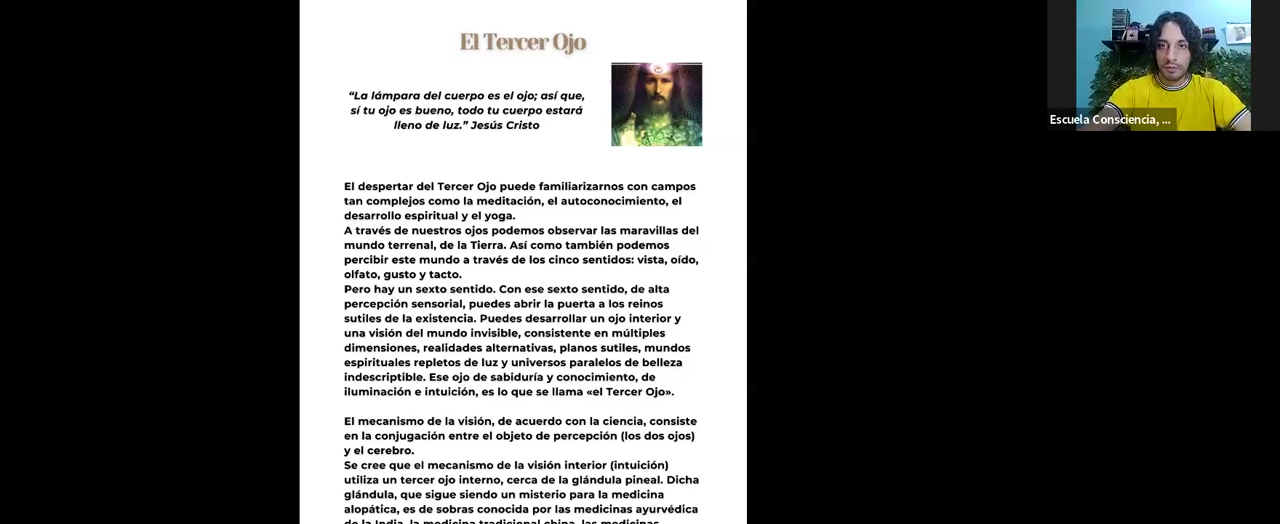 El Tercer Ojo
“La lámpara del cuerpo es el ojo; así que,
sí tu ojo es bueno, todo tu cuerpo estará
lleno de luz.” Jesús Cristo
El despertar del Tercer Ojo puede familiarizarnos con campos
tan complejos como la meditación, el autoconocimiento, el
desarrollo espiritual y el yoga.
A través de nuestros ojos podemos observar las maravillas del
mundo terrenal, de la Tierra. Así como también podemos
percibir este mundo a través de los cinco sentidos: vista, oído,
olfato, gusto y tacto.
Pero hay un sexto sentido. Con ese sexto sentido, de alta
percepción sensorial, puedes abrir la puerta a los reinos
sutiles de la existencia. Puedes desarrollar un ojo interior y
una visión del mundo invisible, consistente en múltiples
dimensiones, realidades alternativas, planos sutiles, mundos
espirituales repletos de luz y universos paralelos de belleza
indescriptible. Ese ojo de sabiduría y conocimiento, de
iluminación e intuición, es lo que se llama «el Tercer Ojo».
El mecanismo de la visión, de acuerdo con la ciencia, consiste
en la conjugación entre el objeto de percepción (los dos ojos)
y el cerebro.
Se cree que el mecanismo de la visión interior (intuición)
utiliza un tercer ojo interno, cerca de la glándula pineal. Dicha
glándula, que sigue siendo un misterio para la medicina
alopática, es de sobras conocida por las medicinas ayurvédica
de la India, la medicina tradicional china, las medicinas
Escuela Consciencia, ...